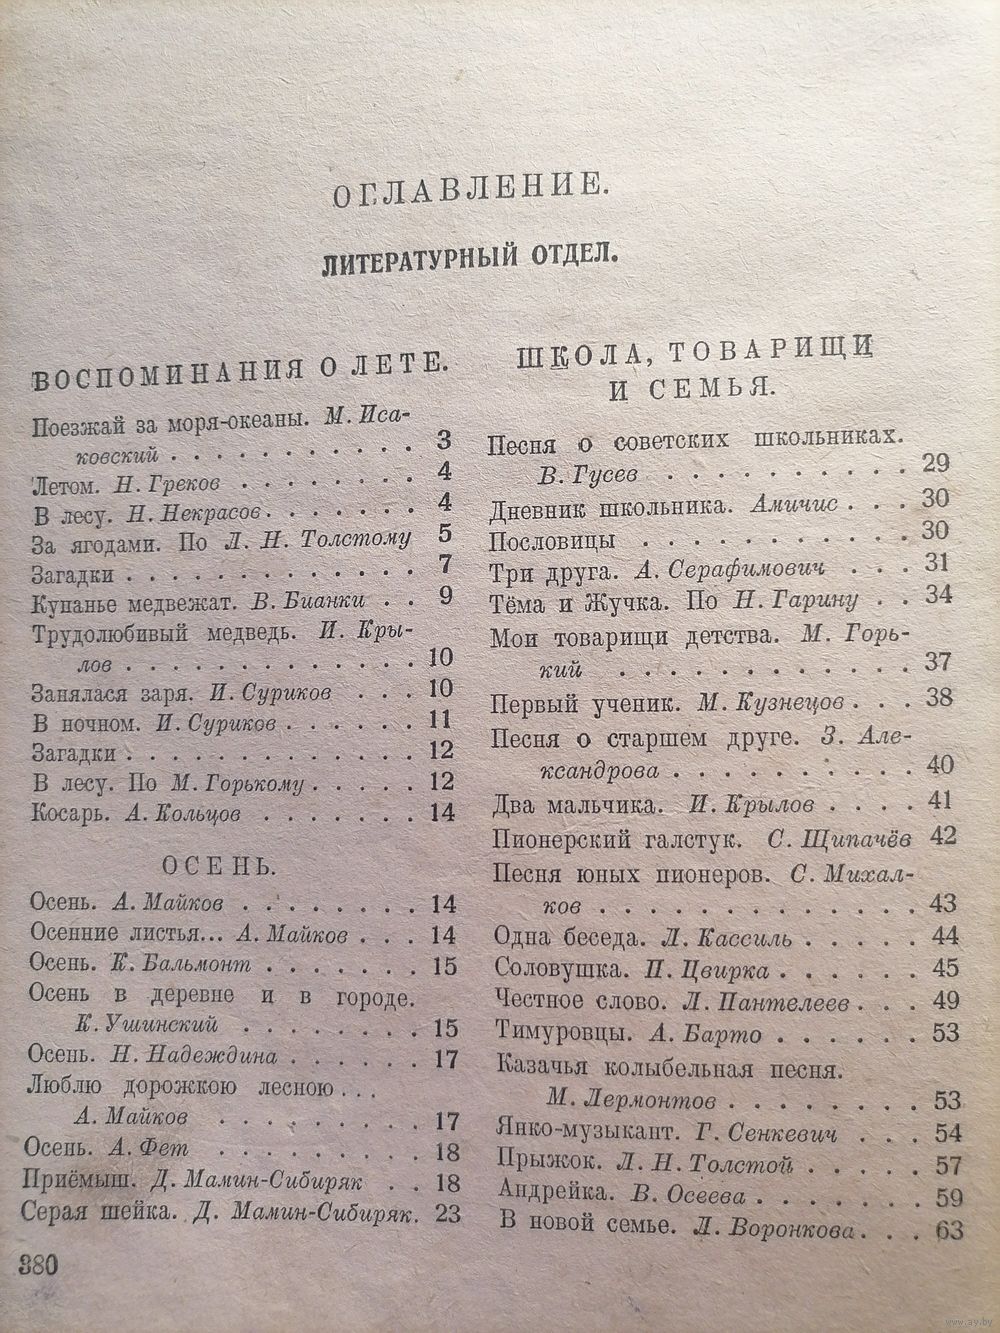 ОГЛАВЛЕНИЕ.
ЛИТЕРАТУРНЫЙ ОТДЕЛ.
ВОСПОМИНАНИЯ О ЛЕТЕ.
Поезжай за моря-океаны. М. Иса-
ковский . . . . . . . . . . . 3
Летом. Н. Греков . . . . . . . . 4
В лесу. Н. Некрасов . . . . . . . 4
За ягодами. По Л. Н. Толстому 5
Загадки . . . . . . . . . . . . . 7
Купанье медвежат. В. Бианки . . 9
Трудолюбивый медведь. И. Кры-
лов . . . . . . . . . . . . . 10
Занялася заря. И. Суриков . . . 10
В ночном. И. Суриков . . . . . . 11
Загадки . . . . . . . . . . . . . 12
В лесу. По М. Горькому . . . . . 12
Косарь. А. Кольцов . . . . . . . 14
ОСЕНЬ.
Осень. А. Майков . . . . . . . . 14
Осенние листья... А. Майков . . . 14
Осень. К. Бальмонт . . . . . . . 15
Осень в деревне и в городе.
К. Ушинский . . . . . . . . 15
Осень. Н. Надеждина . . . . . . 17
Люблю дорожкою лесною . . .
А. Майков . . . . . . . . . . 17
Осень. А. Фет . . . . . . . . . 18
Приёмыш. Д. Мамин-Сибиряк . . 18
Серая шейка. Д. Мамин-Сибиряк. 23
380
ШКОЛА, ТОВАРИЩИ
И СЕМЬЯ.
Песня о советских школьниках.
В. Гусев . . . . . . . . . . . 29
Дневник школьника. Амичис . . . 30
Пословицы . . . . . . . . . . . . 30
Три друга. А. Серафимович . . . 31
Тёма и Жучка. По Н. Гарину . . 34
Мои товарищи детства. М. Горь-
кий . . . . . . . . . . . . . 37
Первый ученик. М. Кузнецов . . . 38
Песня о старшем друге. З. Але-
ксандрова . . . . . . . . . . 40
Два мальчика. И. Крылов . . . . 41
Пионерский галстук. С. Щипачёв 42
Песня юных пионеров. С. Михал-
ков . . . . . . . . . . . . . . 43
Одна беседа. Л. Кассиль . . . . . 44
Соловушка. П. Цвирка . . . . . . 45
Честное слово. Л. Пантелеев . . . 49
Тимуровцы. А. Барто . . . . . . 53
Казачья колыбельная песня.
М. Лермонтов . . . . . . . . 53
Янко-музыкант. Г. Сенкевич . . . 54
Прыжок. Л. Н. Толстой . . . . . 57
Андрейка. В. Осеева . . . . . . . 59
В новой семье. Л. Воронкова . . . 63
www.ay.by